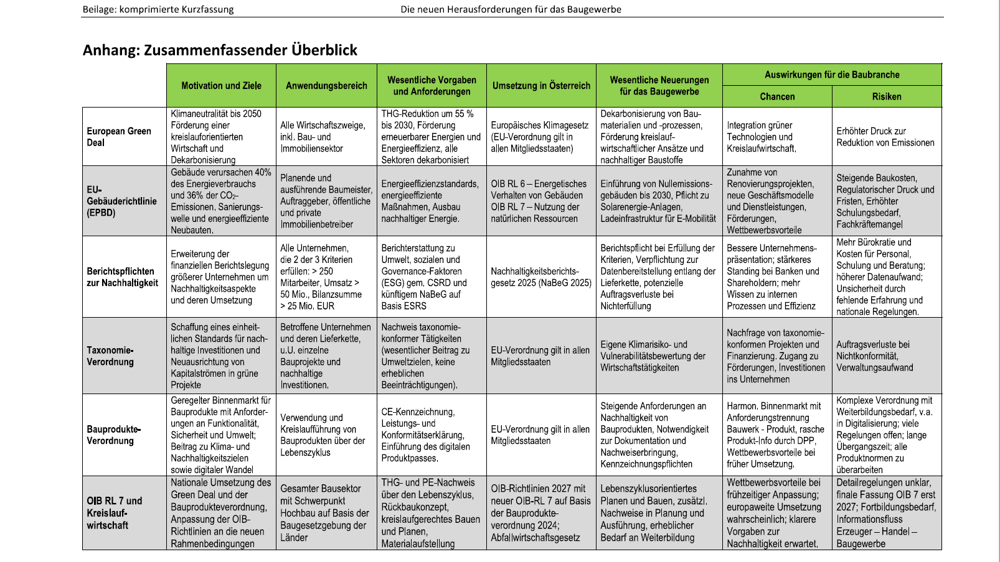 Beilage: komprimierte Kurzfassung
Die neuen Herausforderungen für das Baugewerbe
Anhang: Zusammenfassender Überblick
Motivation und Ziele
Anwendungsbereich
Wesentliche Vorgaben
und Anforderungen
Umsetzung in Österreich
Wesentliche Neuerungen
für das Baugewerbe
Auswirkungen für die Baubranche
Chancen
Risiken
European Green
Deal
Klimaneutralität bis 2050
Förderung einer
kreislauforientierten
Wirtschaft und
Dekarbonisierung
Alle Wirtschaftszweige,
inkl. Bau- und
Immobiliensektor
THG-Reduktion um 55 %
bis 2030, Förderung
erneuerbarer Energien und
Energieeffizienz, alle
Sektoren dekarbonisiert
Europäisches Klimagesetz
(EU-Verordnung gilt in
allen Mitgliedsstaaten)
Dekarbonisierung von Bau-
materialien und -prozessen,
Förderung kreislauf-
wirtschaftlicher Ansätze und
nachhaltiger Baustoffe
Integration grüner
Technologien und
Kreislaufwirtschaft.
Erhöhter Druck zur
Reduktion von Emissionen
EU-
Gebäuderichtlinie
(EPBD)
Gebäude verursachen 40%
des Energieverbrauchs
und 36% der CO₂-
Emissionen, Sanierungs-
welle und energieeffiziente
Neubauten.
Planende und
ausführende Baumeister,
Auftraggeber, öffentliche
und private
Immobilienbetreiber
Energieeffizienzstandards,
energieeffiziente
Maßnahmen, Ausbau
nachhaltiger Energie.
OIB RL 6 – Energetisches
Verhalten von Gebäuden
OIB RL 7 – Nutzung der
natürlichen Ressourcen
Einführung von Nullemissions-
gebäuden bis 2030, Pflicht zu
Solarenergie-Anlagen,
Ladeinfrastruktur für E-Mobilität
Zunahme von
Renovierungsprojekten,
neue Geschäftsmodelle
und Dienstleistungen,
Förderungen,
Wettbewerbsvorteile
Steigende Baukosten,
Regulatorischer Druck und
Fristen, Erhöhter
Schulungsbedarf,
Fachkräftemangel
Berichtspflichten
zur Nachhaltigkeit
Erweiterung der
finanziellen Berichtslegung
größerer Unternehmen um
Nachhaltigkeitsaspekte
und deren Umsetzung
Alle Unternehmen,
die 2 der 3 Kriterien
erfüllen: > 250
Mitarbeiter, Umsatz >
50 Mio., Bilanzsumme
> 25 Mio. EUR
Berichterstattung zu
Umwelt, sozialen und
Governance-Faktoren
(ESG) gem. CSRD und
künftigem NaBeG auf
Basis ESRS
Nachhaltigkeitsberichts-
gesetz 2025 (NaBeG 2025)
Berichtspflicht bei Erfüllung der
Kriterien, Verpflichtung zur
Datenbereitstellung entlang der
Lieferkette, potenzielle
Auftragsverluste bei
Nichterfüllung
Bessere Unternehmens-
präsentation; stärkeres
Standing bei Banken und
Shareholdern; mehr
Wissen zu internen
Prozessen und Effizienz
Mehr Bürokratie und
Kosten für Personal,
Schulung und Beratung;
höherer Datenaufwand;
Unsicherheit durch
fehlende Erfahrung und
nationale Regelungen.
Taxonomie-
Verordnung
Schaffung eines einheit-
lichen Standards für nach-
haltige Investitionen und
Neuausrichtung von
Kapitalströmen in grüne
Projekte
Betroffene Unternehmen
und deren Lieferkette,
u.U. einzelne
Bauprojekte und
nachhaltige
Investitionen.
Nachweis taxonomie-
konformer Tätigkeiten
(wesentlicher Beitrag zu
Umweltzielen, keine
erheblichen
Beeinträchtigungen).
EU-Verordnung gilt in allen
Mitgliedsstaaten
Eigene Klimarisiko- und
Vulnerabilitätsbewertung der
Wirtschaftstätigkeiten
Nachfrage von taxonomie-
konformen Projekten und
Finanzierung. Zugang zu
Förderungen, Investitionen
ins Unternehmen
Auftragsverluste bei
Nichtkonformität,
Verwaltungsaufwand
Bauprodukte-
Verordnung
Geregelter Binnenmarkt für
Bauprodukte mit Anforder-
ungen an Funktionalität,
Sicherheit und Umwelt;
Beitrag zu Klima- und
Nachhaltigkeitszielen
sowie digitaler Wandel
Verwendung und
Kreislaufführung von
Bauprodukten über der
Lebenszyklus
CE-Kennzeichnung,
Leistungs- und
Konformitätserklärung,
Einführung des digitalen
Produktpasses.
EU-Verordnung gilt in allen
Mitgliedsstaaten
Steigende Anforderungen an
Nachhaltigkeit von
Bauprodukten, Notwendigkeit
zur Dokumentation und
Nachweiserbringung,
Kennzeichnungspflichten
Harmon. Binnenmarkt mit
Anforderungstrennung
Bauwerk - Produkt, rasche
Produkt-Info durch DPP,
Wettbewerbsvorteile bei
früher Umsetzung.
Komplexe Verordnung mit
Weiterbildungsbedarf, v.a.
in Digitalisierung; viele
Regelungen offen; lange
Übergangszeit; alle
Produktnormen zu
überarbeiten
OIB RL 7 und
Kreislauf-
wirtschaft
Nationale Umsetzung des
Green Deal und der
Bauprodukteverordnung,
Anpassung der OIB-
Richtlinien an die neuen
Rahmenbedingungen
Gesamter Bausektor
mit Schwerpunkt
Hochbau auf Basis der
Baugesetzgebung der
Länder
THG- und PE-Nachweis
über den Lebenszyklus,
Rückbaukonzept,
kreislaufgerechtes Bauen
und Planen,
Materialaufstellung
OIB-Richtlinien 2027 mit
neuer OIB-RL 7 auf Basis
der Bauprodukte-
verordnung 2024;
Abfallwirtschaftsgesetz
Lebenszyklusorientiertes
Planen und Bauen, zusätzl.
Nachweise in Planung und
Ausführung, erheblicher
Bedarf an Weiterbildung
Wettbewerbsvorteile bei
frühzeitiger Anpassung;
europaweite Umsetzung
wahrscheinlich; klarere
Vorgaben zur
Nachhaltigkeit erwartet.
Detailregelungen unklar,
finale Fassung OIB 7 erst
2027; Fortbildungsbedarf,
Informationsfluss
Erzeuger – Handel –
Baugewerbe